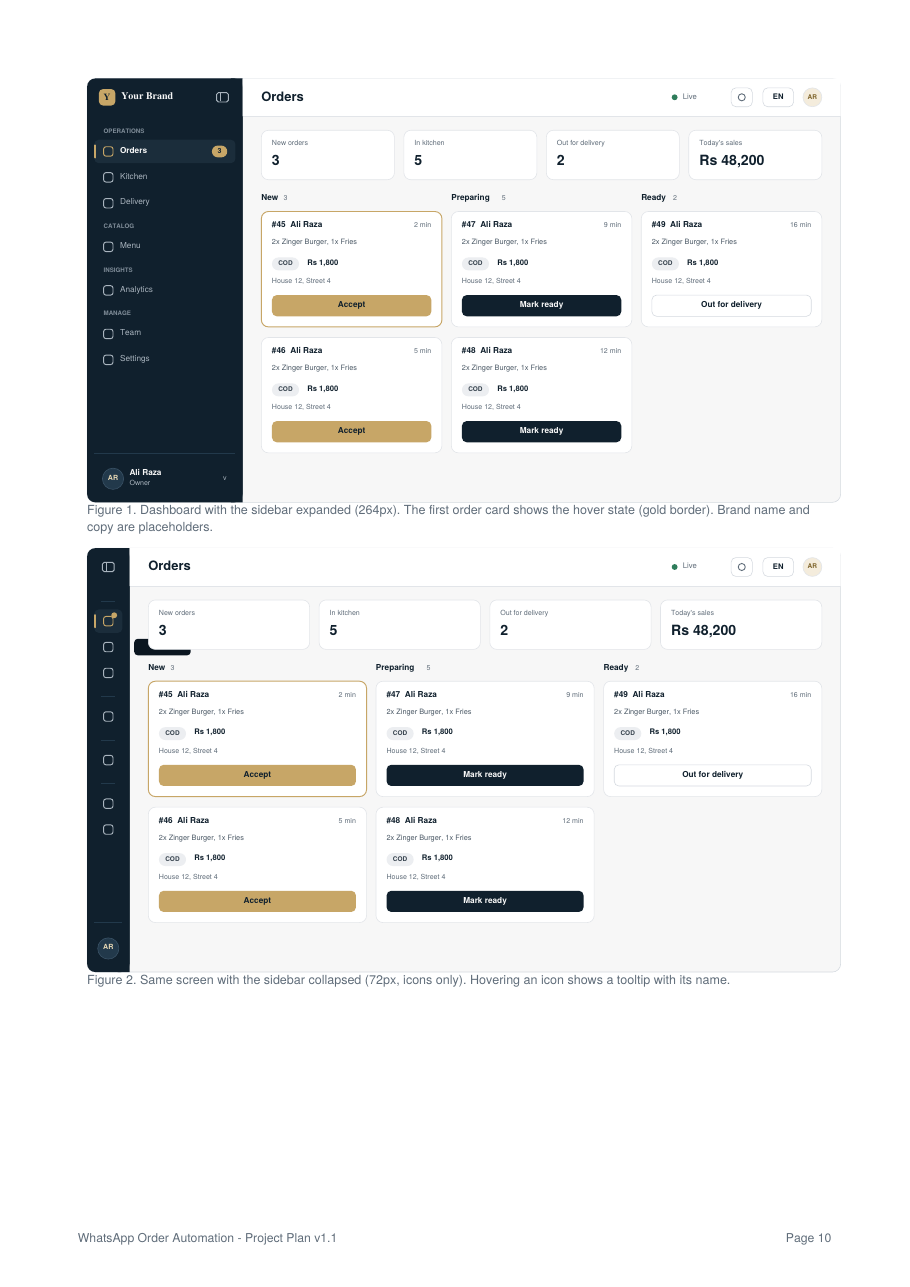 Y Your Brand
Orders
Live
EN
AR
OPERATIONS
Orders 3
Kitchen
Delivery
CATALOG
Menu
INSIGHTS
Analytics
MANAGE
Team
Settings
AR Ali Raza
Owner
New orders
3
In kitchen
5
Out for delivery
2
Today's sales
Rs 48,200
New 3
#45 Ali Raza 2 min
2x Zinger Burger, 1x Fries
COD Rs 1,800
House 12, Street 4
Accept
#46 Ali Raza 5 min
2x Zinger Burger, 1x Fries
COD Rs 1,800
House 12, Street 4
Accept
Preparing 5
#47 Ali Raza 9 min
2x Zinger Burger, 1x Fries
COD Rs 1,800
House 12, Street 4
Mark ready
#48 Ali Raza 12 min
2x Zinger Burger, 1x Fries
COD Rs 1,800
House 12, Street 4
Mark ready
Ready 2
#49 Ali Raza 16 min
2x Zinger Burger, 1x Fries
COD Rs 1,800
House 12, Street 4
Out for delivery
Figure 1. Dashboard with the sidebar expanded (264px). The first order card shows the hover state (gold border). Brand name and
copy are placeholders.
Orders
Live
EN
AR
AR
New orders
3
In kitchen
5
Out for delivery
2
Today's sales
Rs 48,200
New 3
#45 Ali Raza 2 min
2x Zinger Burger, 1x Fries
COD Rs 1,800
House 12, Street 4
Accept
#46 Ali Raza 5 min
2x Zinger Burger, 1x Fries
COD Rs 1,800
House 12, Street 4
Accept
Preparing 5
#47 Ali Raza 9 min
2x Zinger Burger, 1x Fries
COD Rs 1,800
House 12, Street 4
Mark ready
#48 Ali Raza 12 min
2x Zinger Burger, 1x Fries
COD Rs 1,800
House 12, Street 4
Mark ready
Ready 2
#49 Ali Raza 16 min
2x Zinger Burger, 1x Fries
COD Rs 1,800
House 12, Street 4
Out for delivery
Figure 2. Same screen with the sidebar collapsed (72px, icons only). Hovering an icon shows a tooltip with its name.
WhatsApp Order Automation - Project Plan v1.1 Page 10